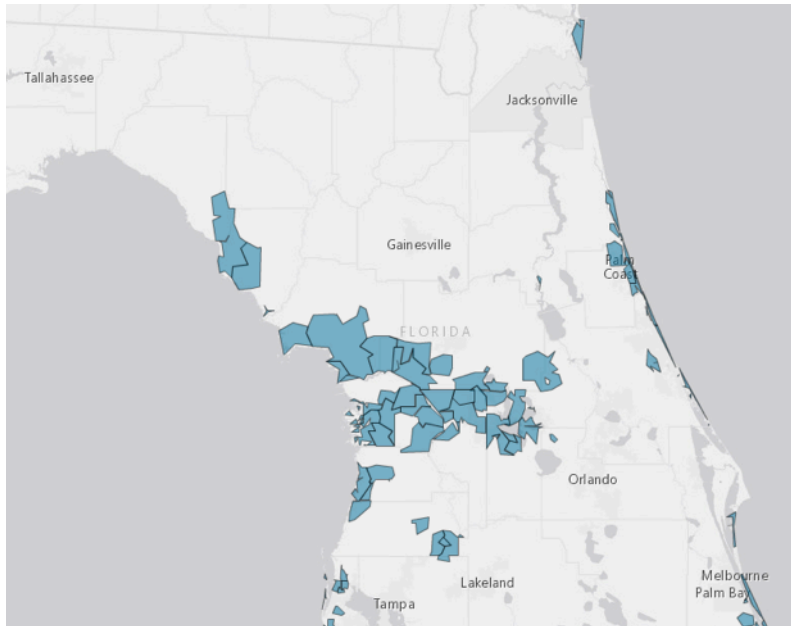 Tallahassee
Jacksonville
Gainesville
Palm
Coast
FLORIDA
Orlando
Melbourne
Lakeland
Palm Bay
Tampa